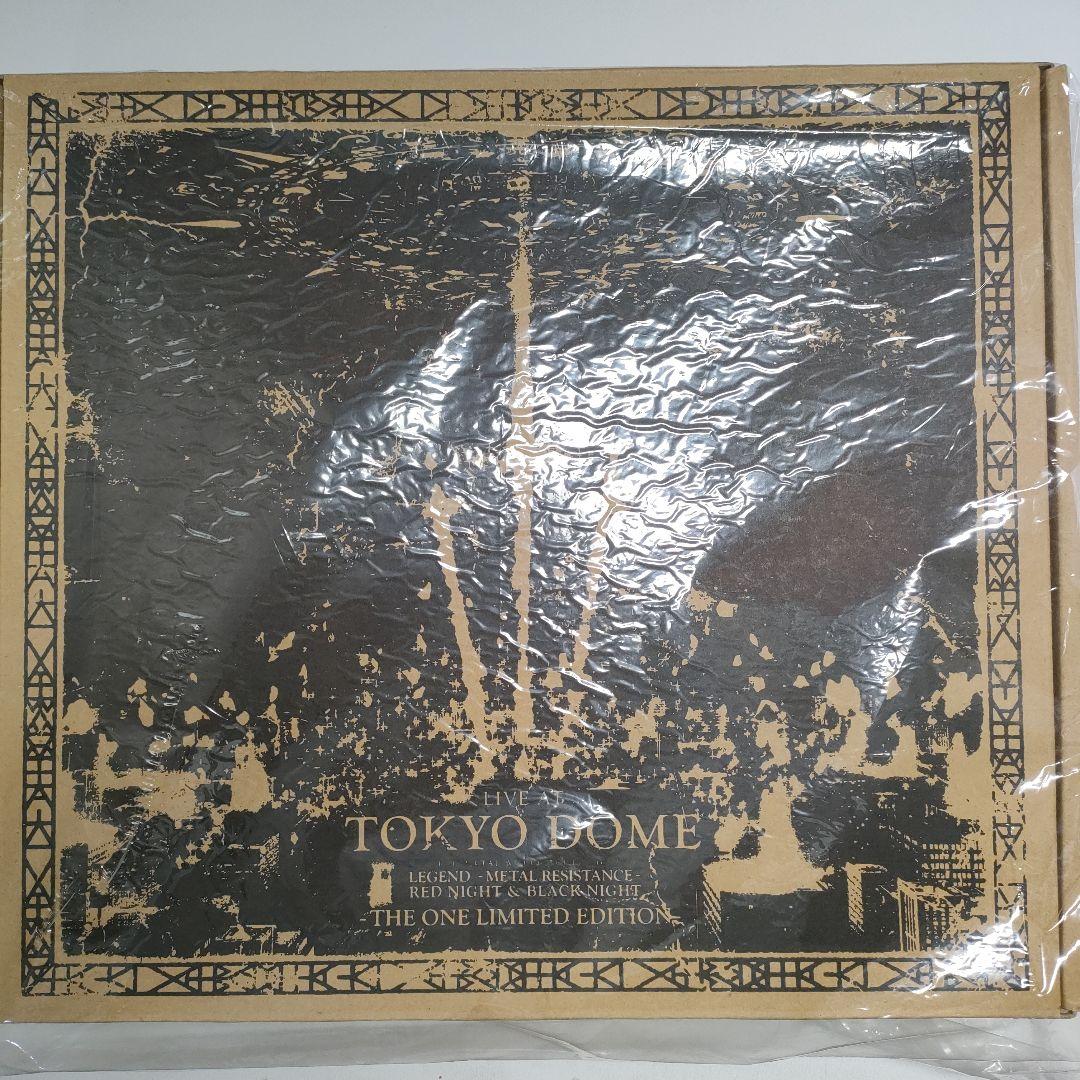 LIVE AT
TOKYO DOME
LEGEND - METAL RESISTANCE -
RED NIGHT & BLACK NIGHT
-THE ONE LIMITED EDITION-